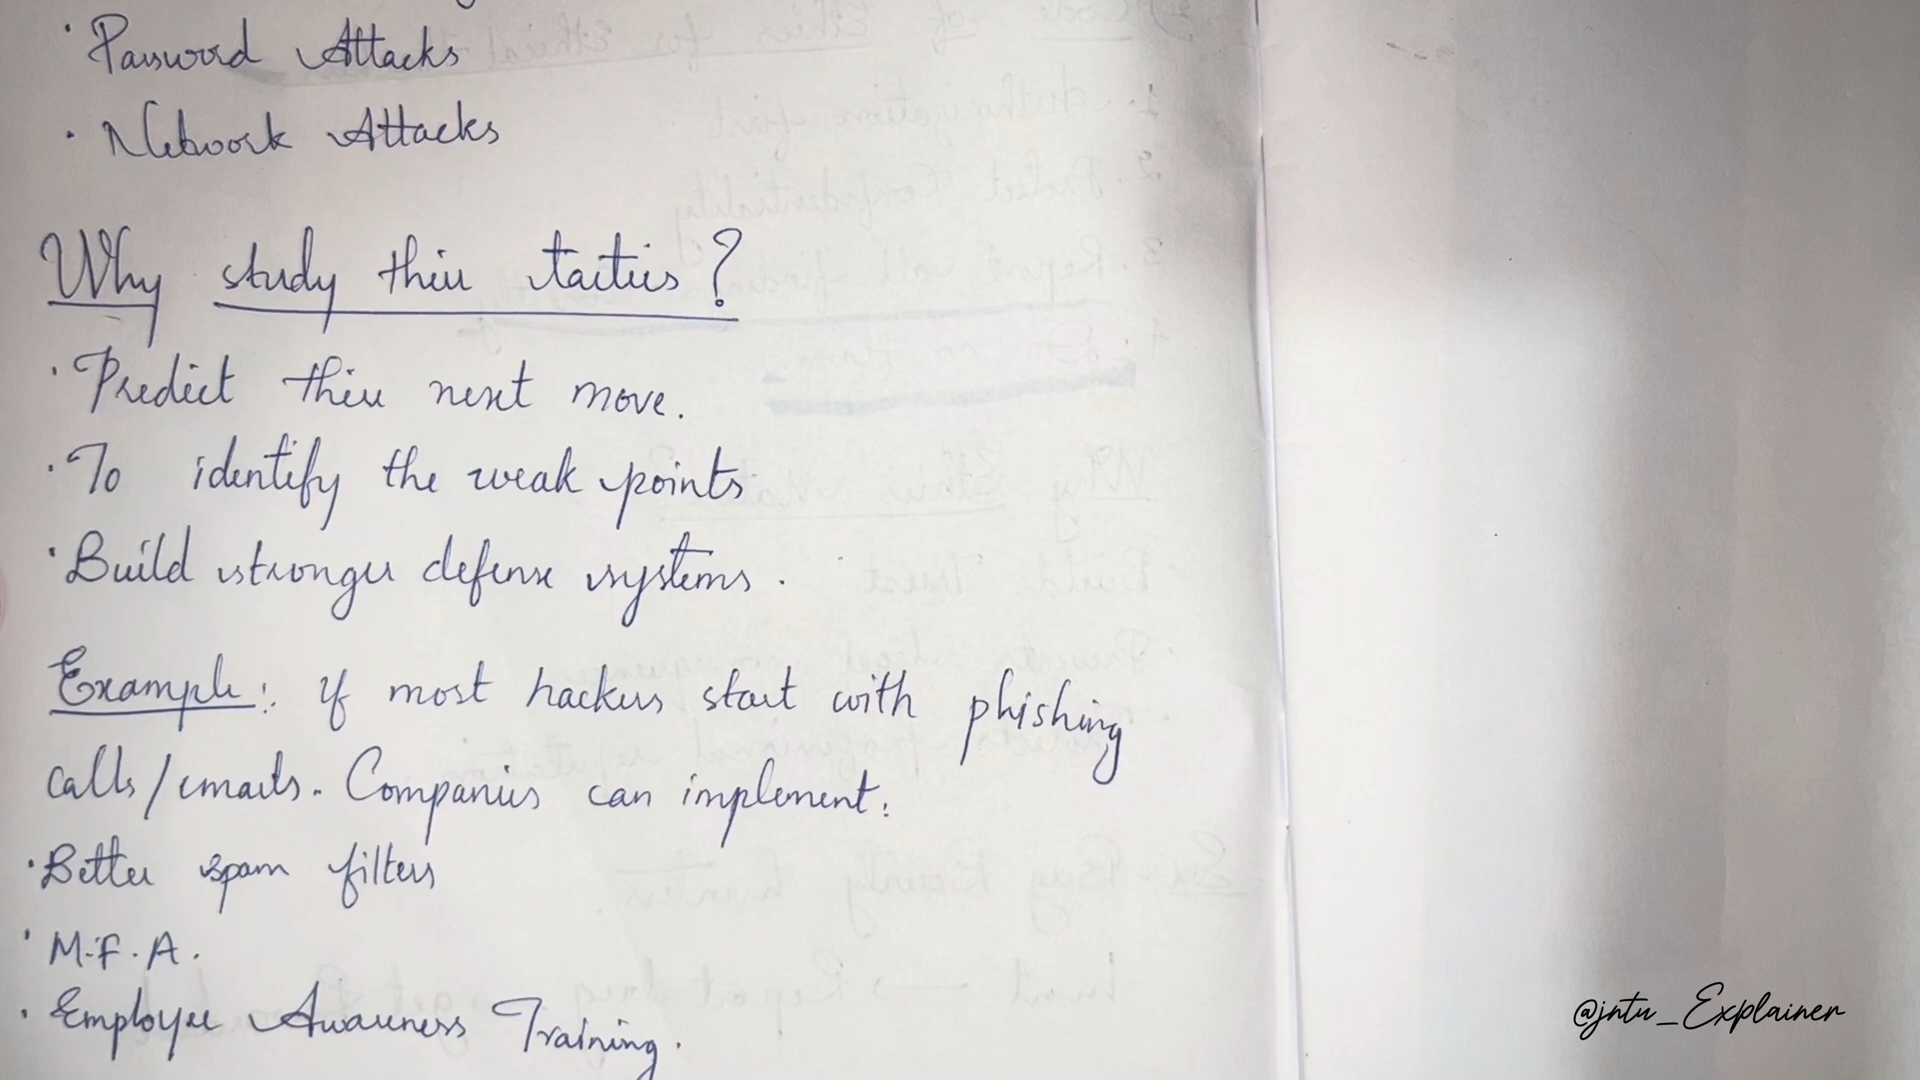 · Password Attacks
· Network Attacks
Why study their tactics?
· Predict their next move.
· To identify the weak points
· Build stronger defense systems.
Example: if most hackers start with phishing
calls/emails. Companies can implement:
· Better spam filters
· M.F.A.
· Employee Awareness Training.
@jntu_Explainer